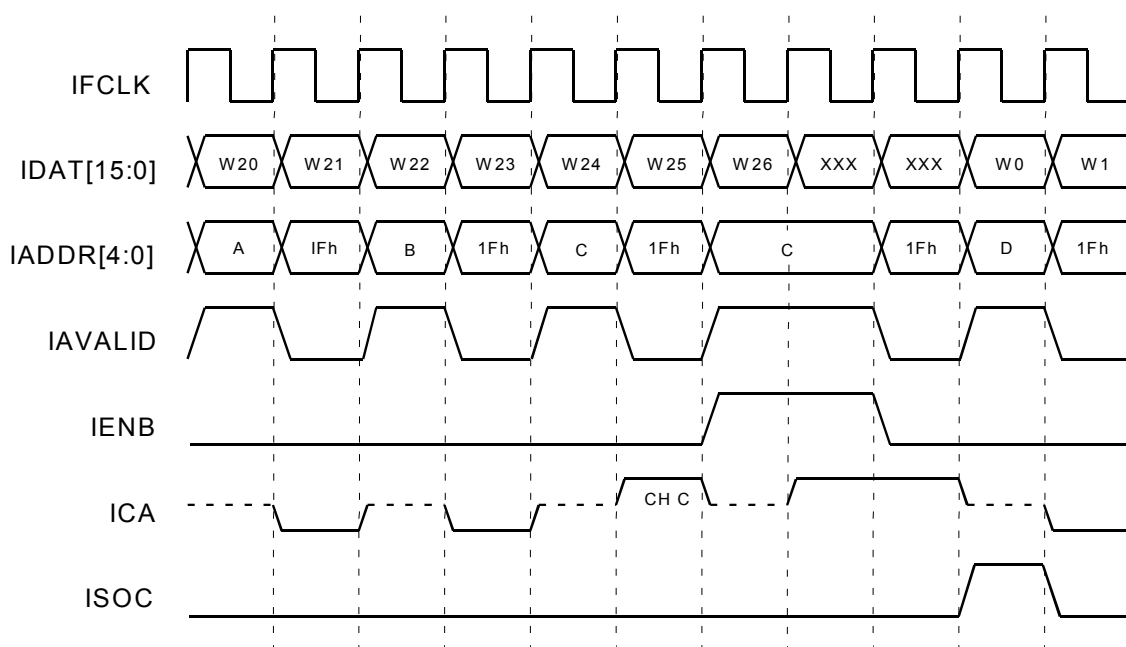 IFCLK
IDAT[15:0] W20 W21 W22 W23 W24 W25 W26 XXX XXX W0 W1
IADDR[4:0] A IFh B 1Fh C 1Fh C 1Fh D 1Fh
IAVALID
IENB
ICA CH C
ISOC